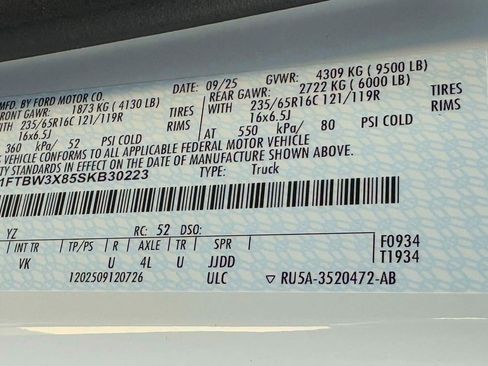 MFD. BY FORD MOTOR CO.
DATE: 09/25 GVWR: 4309 KG ( 9500 LB)
FRONT GAWR: 1873 KG ( 4130 LB)
REAR GAWR: 2722 KG ( 6000 LB)
WITH 235/65R16C 121/119R TIRES
WITH 235/65R16C 121/119R TIRES
16x6.5J RIMS
16x6.5J RIMS
360 kPa/ 52 PSI COLD
AT 550 kPa/ 80 PSI COLD
VEHICLE CONFORMS TO ALL APPLICABLE FEDERAL MOTOR VEHICLE
SAFETY STANDARDS IN EFFECT ON THE DATE OF MANUFACTURE SHOWN ABOVE.
1FTBW3X85SKB30223 TYPE: Truck
YZ RC: 52 DSO:
INT TR TP/PS R AXLE TR SPR
VK U 4L U JJDD
1202509120726 ULC
F0934
T1934
▽ RU5A-3520472-AB